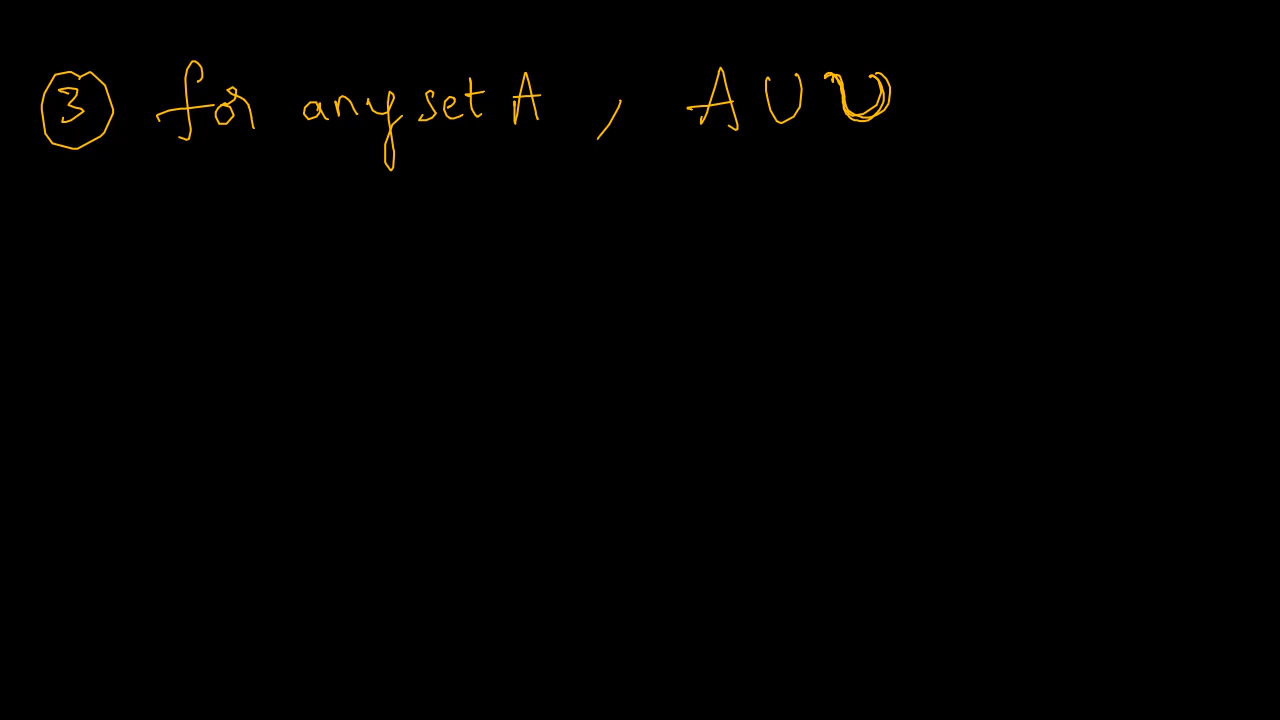 ③ for any set A , A ∪ U